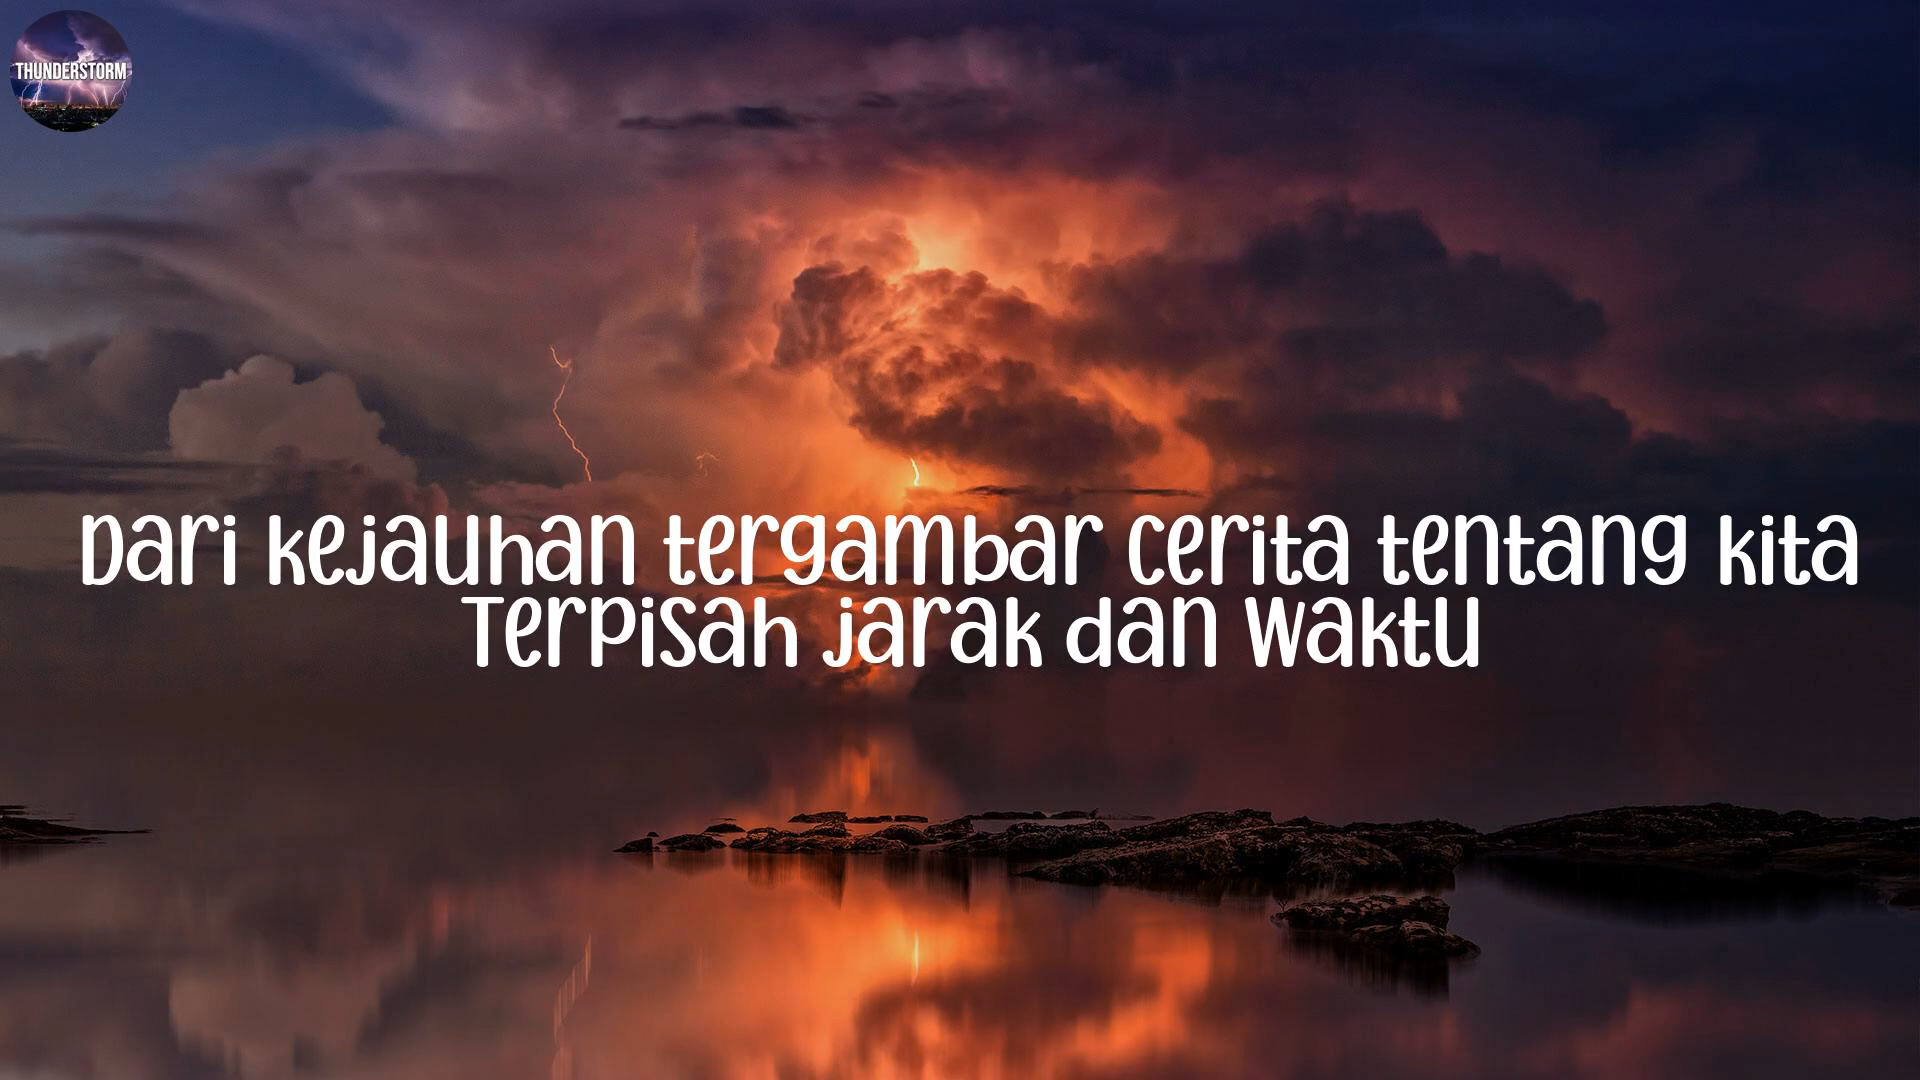 THUNDERSTORM
Dari kejauhan tergambar cerita tentang kita
Terpisah jarak dan waktu